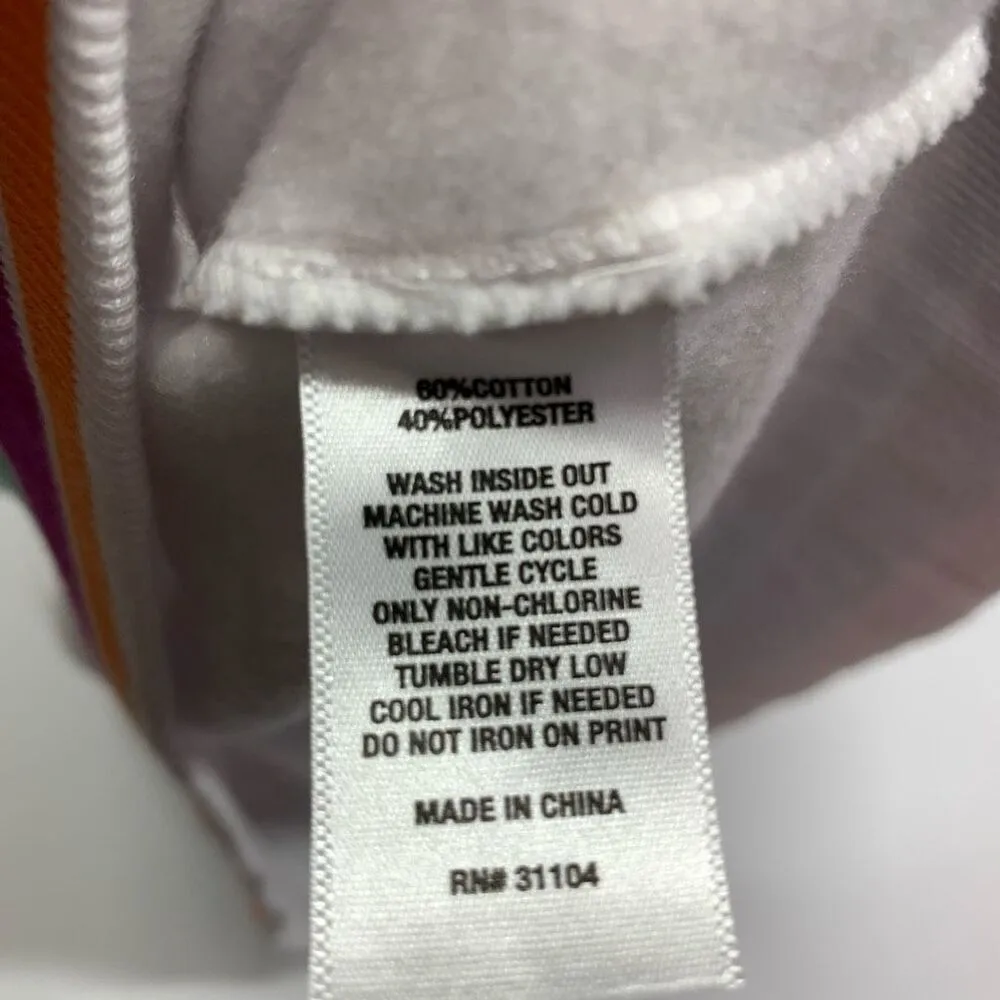 60%COTTON
40%POLYESTER
WASH INSIDE OUT
MACHINE WASH COLD
WITH LIKE COLORS
GENTLE CYCLE
ONLY NON-CHLORINE
BLEACH IF NEEDED
TUMBLE DRY LOW
COOL IRON IF NEEDED
DO NOT IRON ON PRINT
MADE IN CHINA
RN# 31104